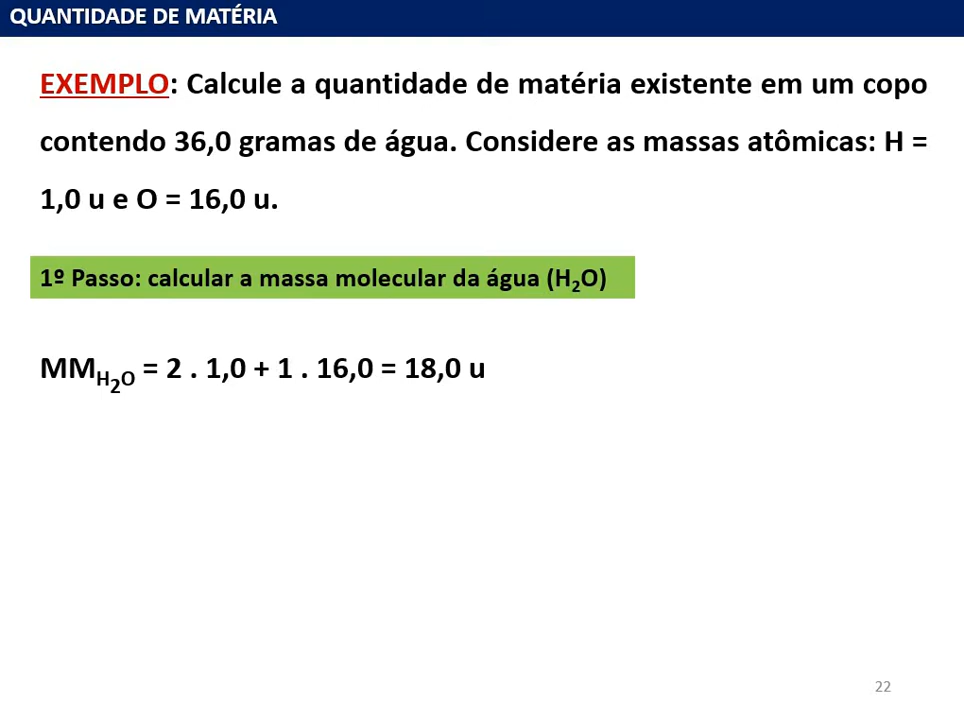 QUANTIDADE DE MATÉRIA
EXEMPLO: Calcule a quantidade de matéria existente em um copo
contendo 36,0 gramas de água. Considere as massas atômicas: H =
1,0 u e O = 16,0 u.
1º Passo: calcular a massa molecular da água (H₂O)
MM_H₂O = 2 . 1,0 + 1 . 16,0 = 18,0 u
22